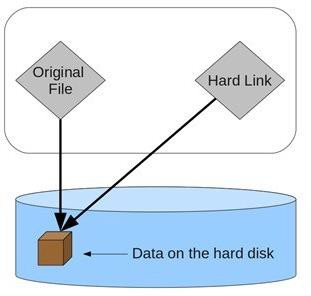 Original
File
Hard Link
Data on the hard disk